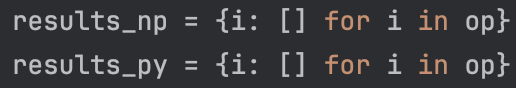 results_np = {i: [] for i in op}
results_py = {i: [] for i in op}